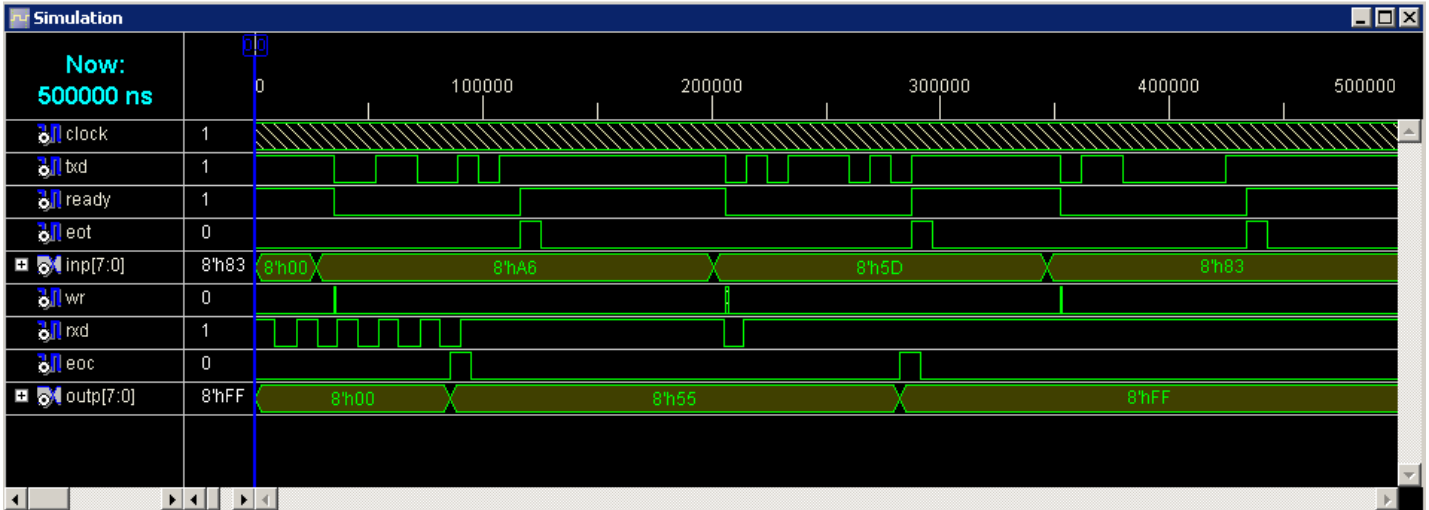 Simulation
Now:
500000 ns
0.0
0 100000 200000 300000 400000 500000
clock 1
txd 1
ready 1
eot 0
inp[7:0] 8'h83 8'h00 8'hA6 8'h5D 8'h83
wr 0
rxd 1
eoc 0
outp[7:0] 8'hFF 8'h00 8'h55 8'hFF